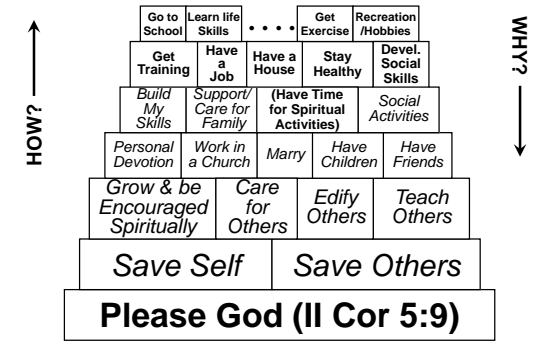 Go to
School
Learn life
Skills
. . . .
Get
Exercise
Recreation
/Hobbies
Get
Training
Have
a
Job
Have a
House
Stay
Healthy
Devel.
Social
Skills
Build
My
Skills
Support/
Care for
Family
(Have Time
for Spiritual
Activities)
Social
Activities
Personal
Devotion
Work in
a Church
Marry
Have
Children
Have
Friends
Grow & be
Encouraged
Spiritually
Care
for
Others
Edify
Others
Teach
Others
Save Self
Save Others
Please God (II Cor 5:9)
HOW?
WHY?